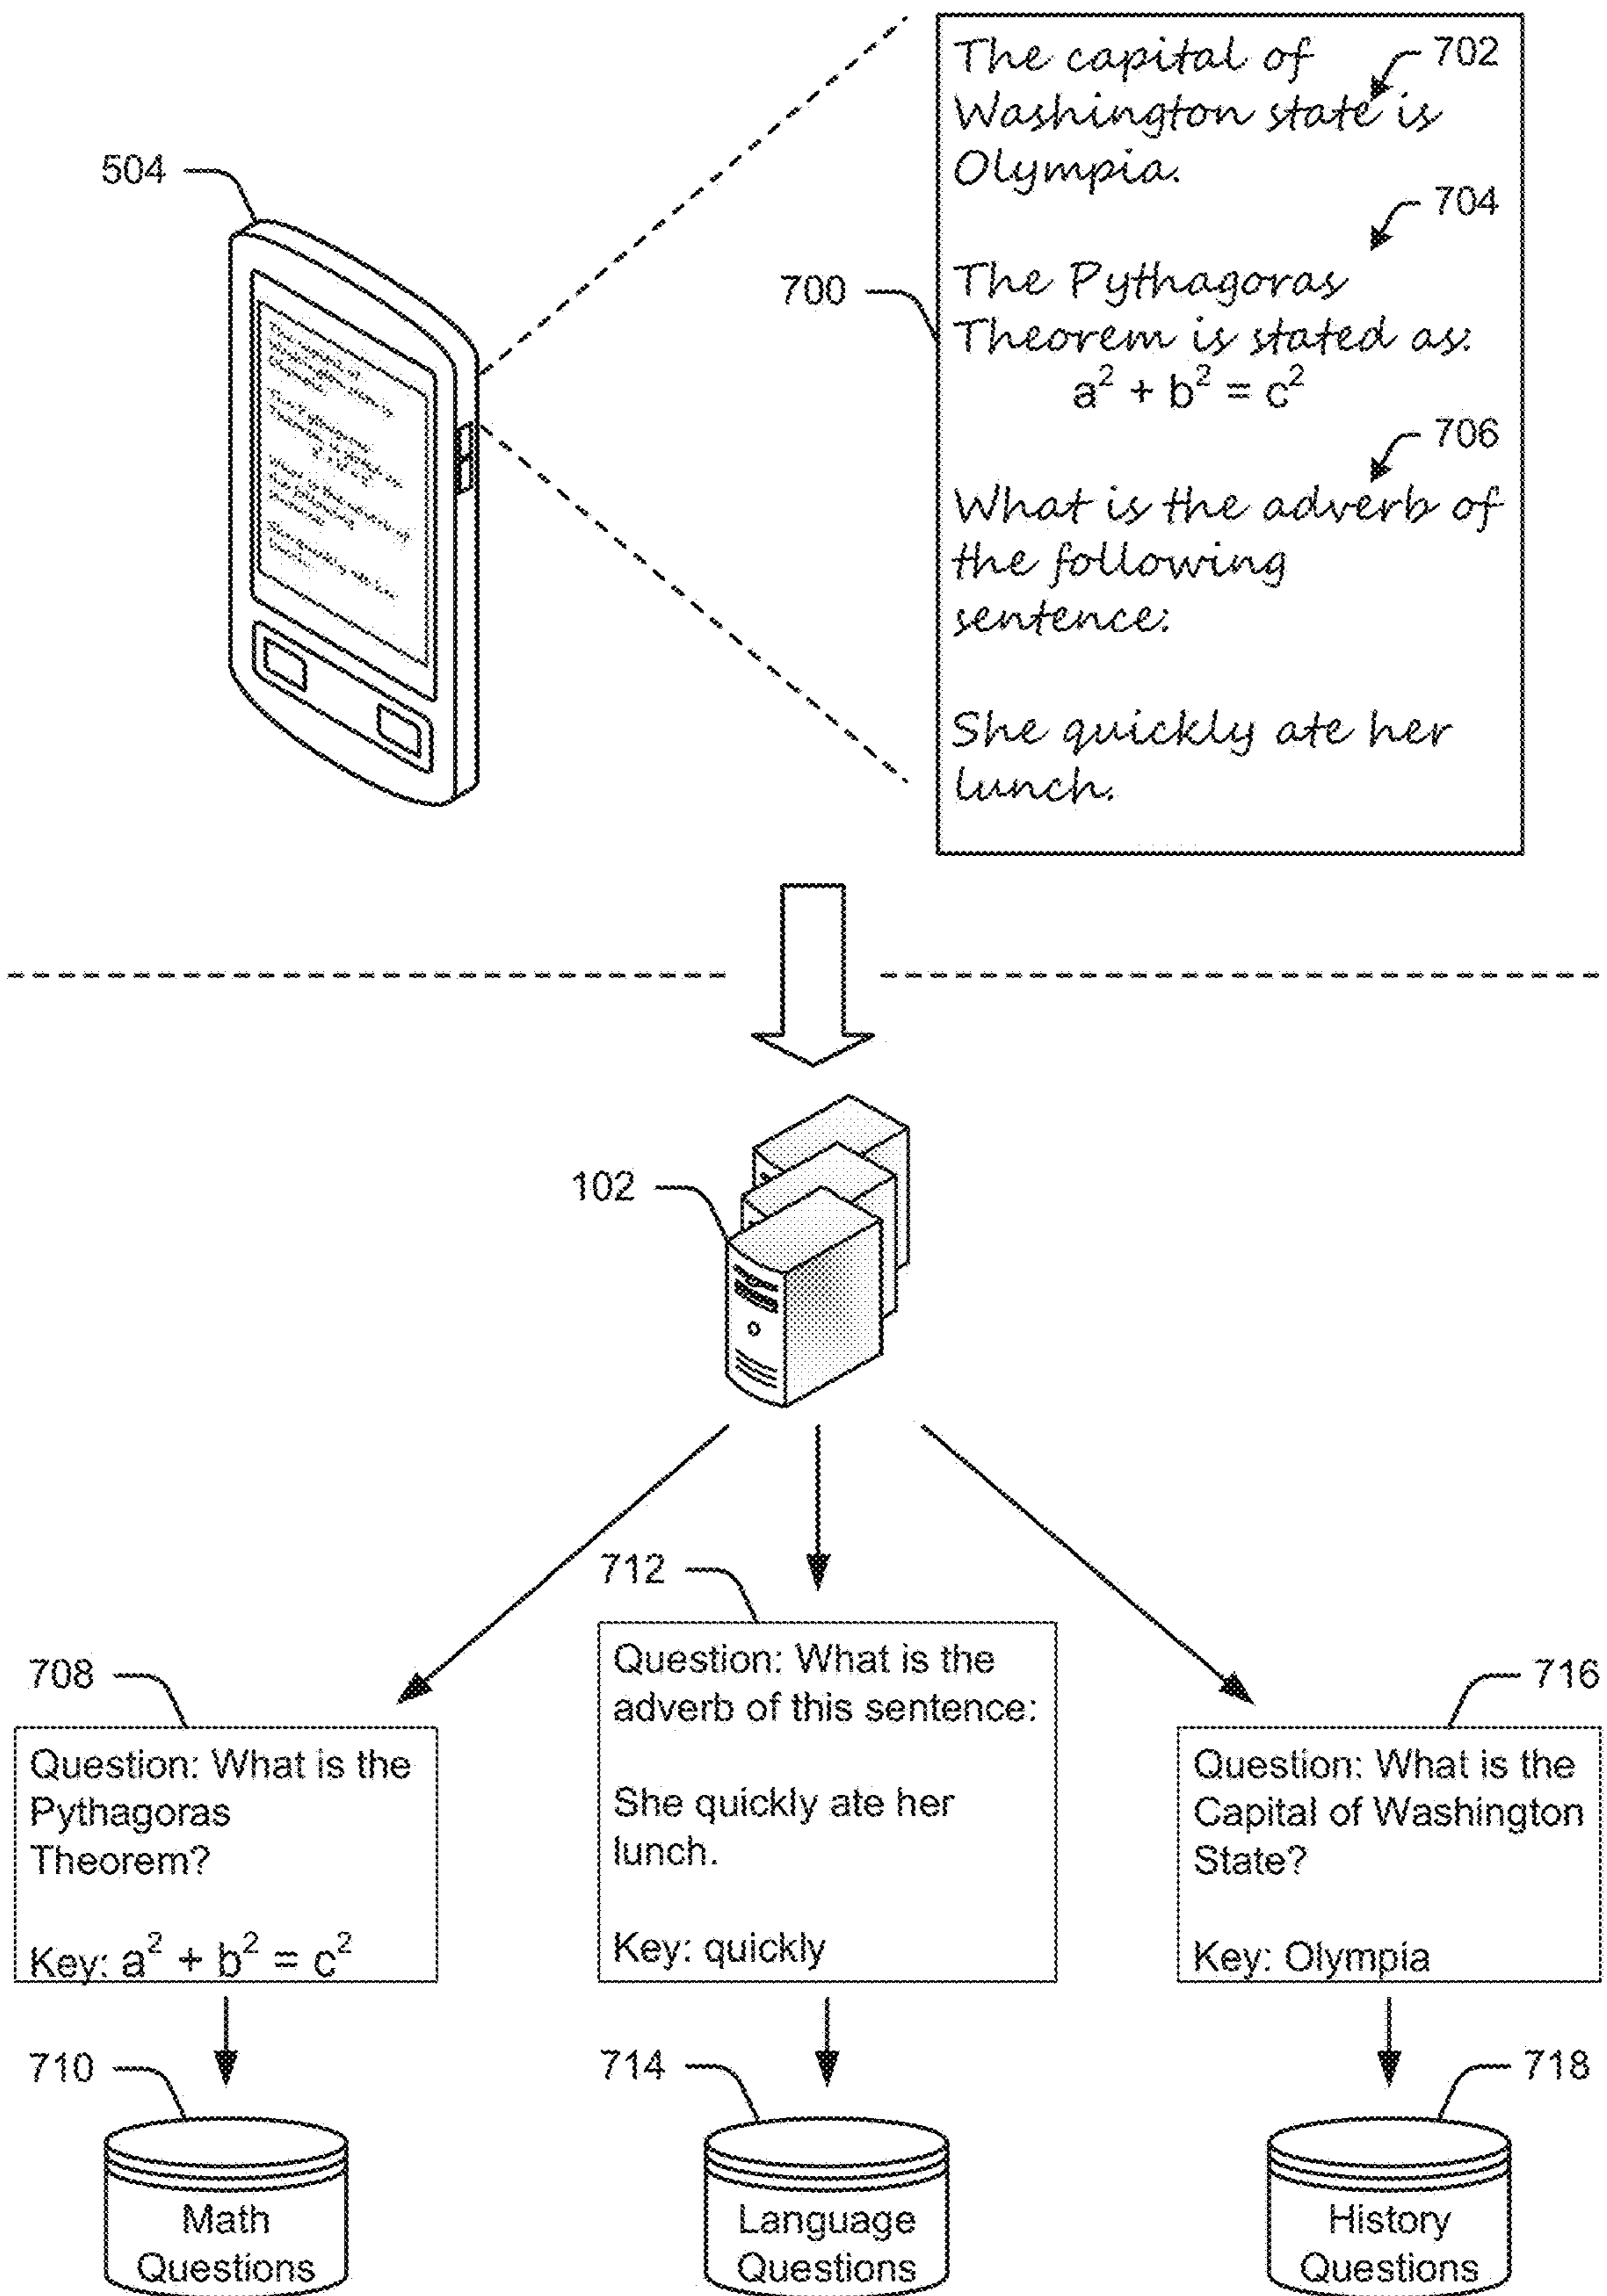 The capital of
702
Washington state is
Olympia.
504
704
700
The Pythagoras
Theorem is stated as:
a² + b² = c²
706
What is the adverb of
the following
sentence:
She quickly ate her
lunch.
102
712
Question: What is the
adverb of this sentence:
She quickly ate her
lunch.
Key: quickly
708
Question: What is the
Pythagoras
Theorem?
Key: a² + b² = c²
716
Question: What is the
Capital of Washington
State?
Key: Olympia
710
714
718
Math
Questions
Language
Questions
History
Questions